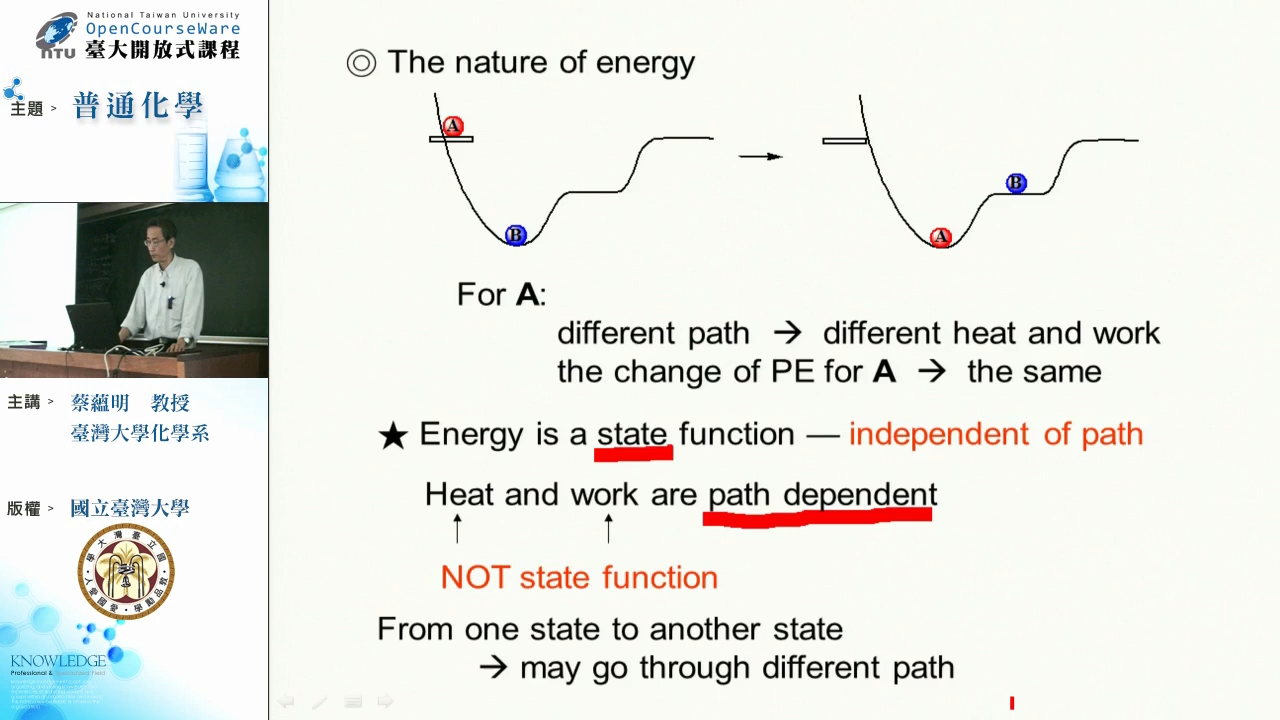 National Taiwan University
OpenCourseWare
NTU 臺大開放式課程
主題 > 普通化學
主講 > 蔡蘊明 教授
臺灣大學化學系
版權 > 國立臺灣大學
KNOWLEDGE
◎ The nature of energy
A
B
B
A
For A:
different path → different heat and work
the change of PE for A → the same
★ Energy is a state function — independent of path
Heat and work are path dependent
NOT state function
From one state to another state
→ may go through different path